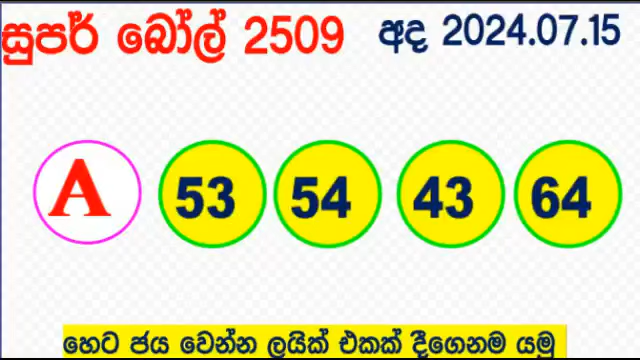 සුපර් බෝල් 2509 අද 2024.07.15
A 53 54 43 64
හෙට ජය වෙන්න ලයික් එකක් දීගෙනම යමු